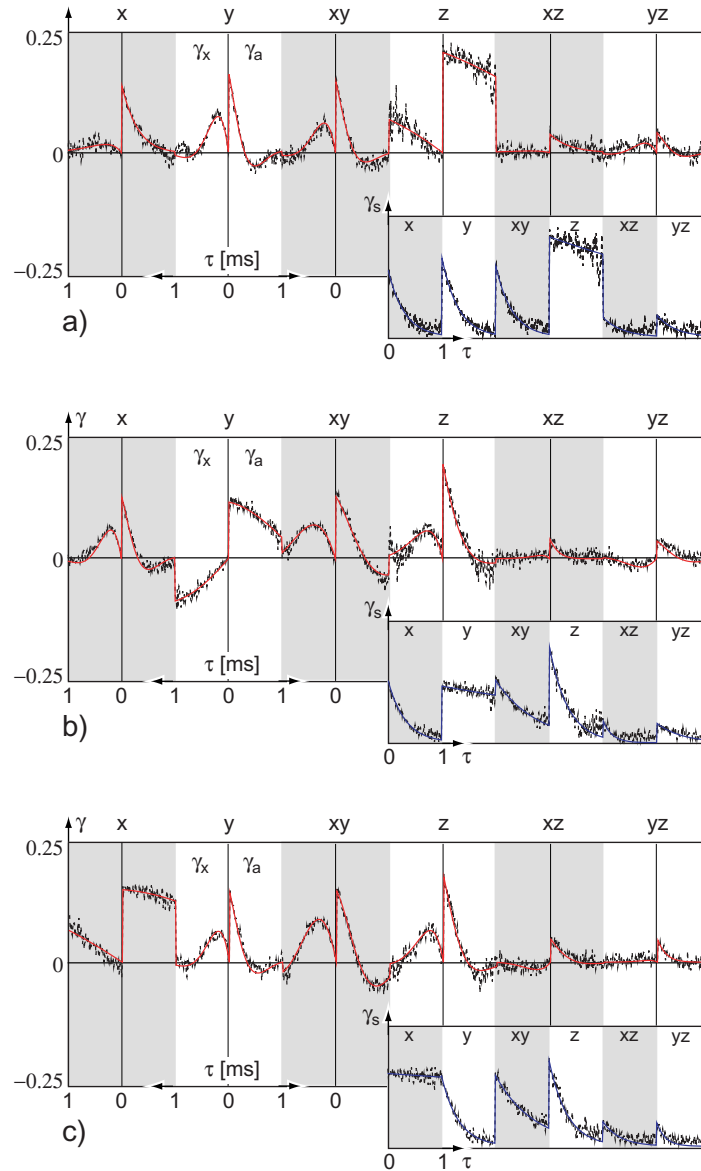 x y xy z xz yz
0.25
γx γa
0
γs
x y xy z xz yz
−0.25
τ [ms]
1 0 1 0 1 0
0 1 τ
a)
γ x y xy z xz yz
0.25
γx γa
0
γs
x y xy z xz yz
−0.25
τ [ms]
1 0 1 0 1 0
0 1 τ
b)
γ x y xy z xz yz
0.25
γx γa
0
γs
x y xy z xz yz
−0.25
τ [ms]
1 0 1 0 1 0
0 1 τ
c)